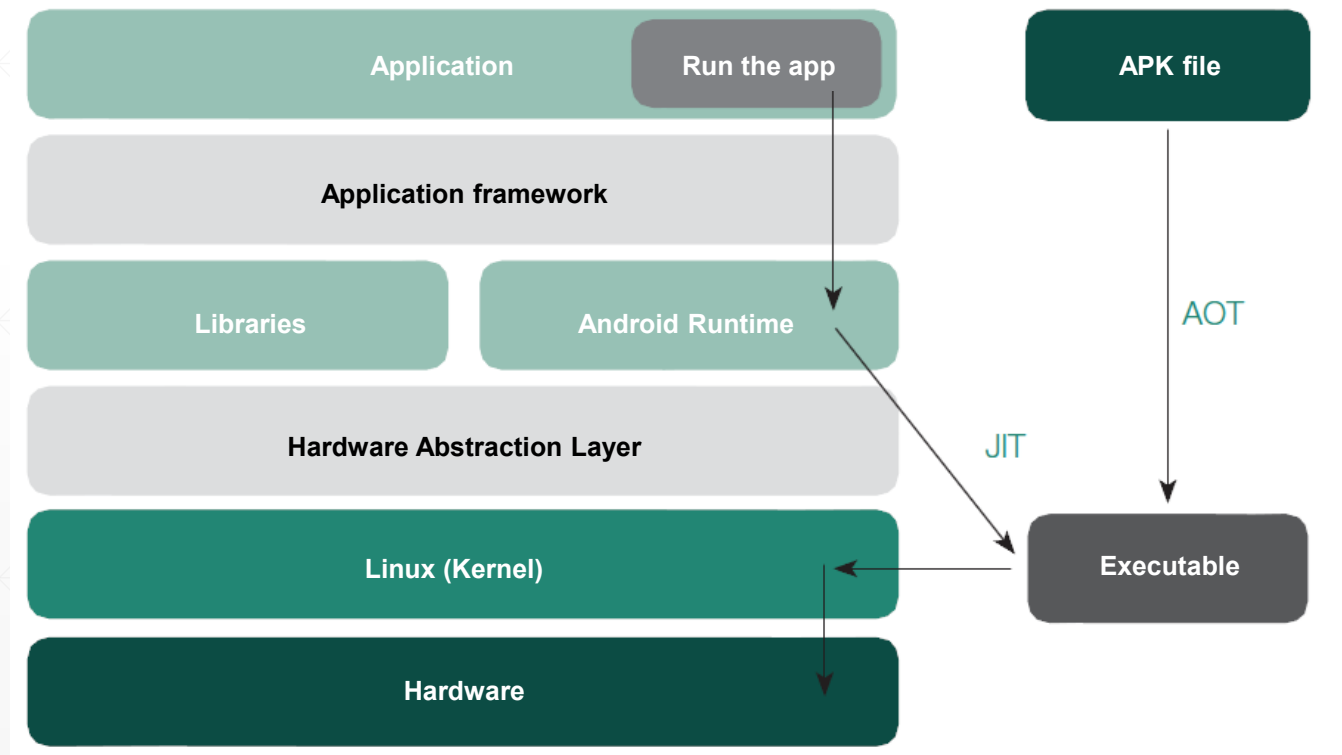 Application
Run the app
APK file
Application framework
Libraries
Android Runtime
AOT
Hardware Abstraction Layer
JIT
Linux (Kernel)
Executable
Hardware